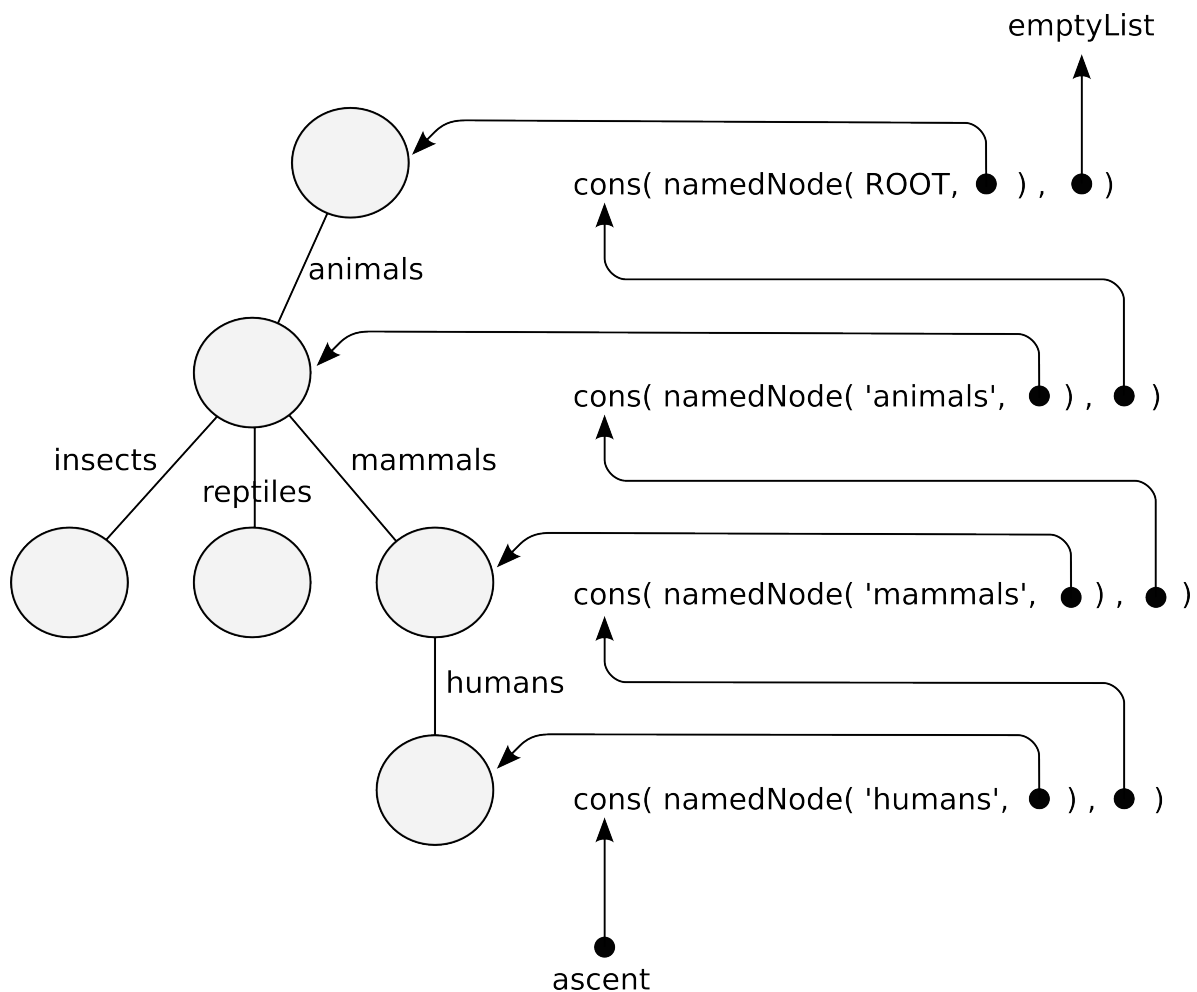 emptyList
cons( namedNode( ROOT, ) , )
animals
cons( namedNode( 'animals', ) , )
insects
mammals
reptiles
cons( namedNode( 'mammals', ) , )
humans
cons( namedNode( 'humans', ) , )
ascent